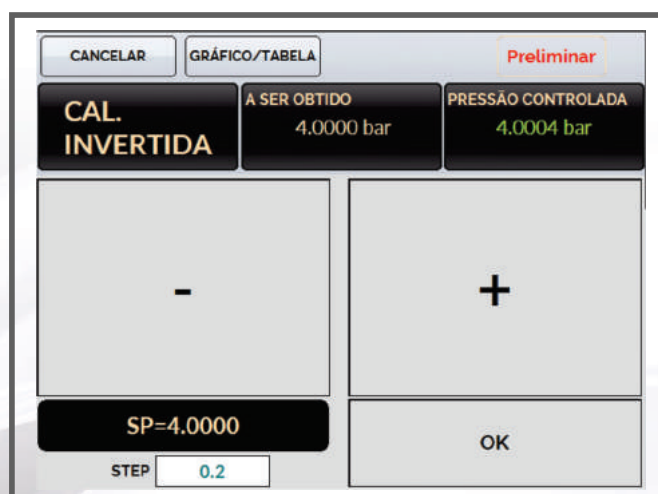 CANCELAR
GRÁFICO/TABELA
Preliminar
CAL.
INVERTIDA
A SER OBTIDO
4.0000 bar
PRESSÃO CONTROLADA
4.0004 bar
-
+
SP=4.0000
OK
STEP 0.2